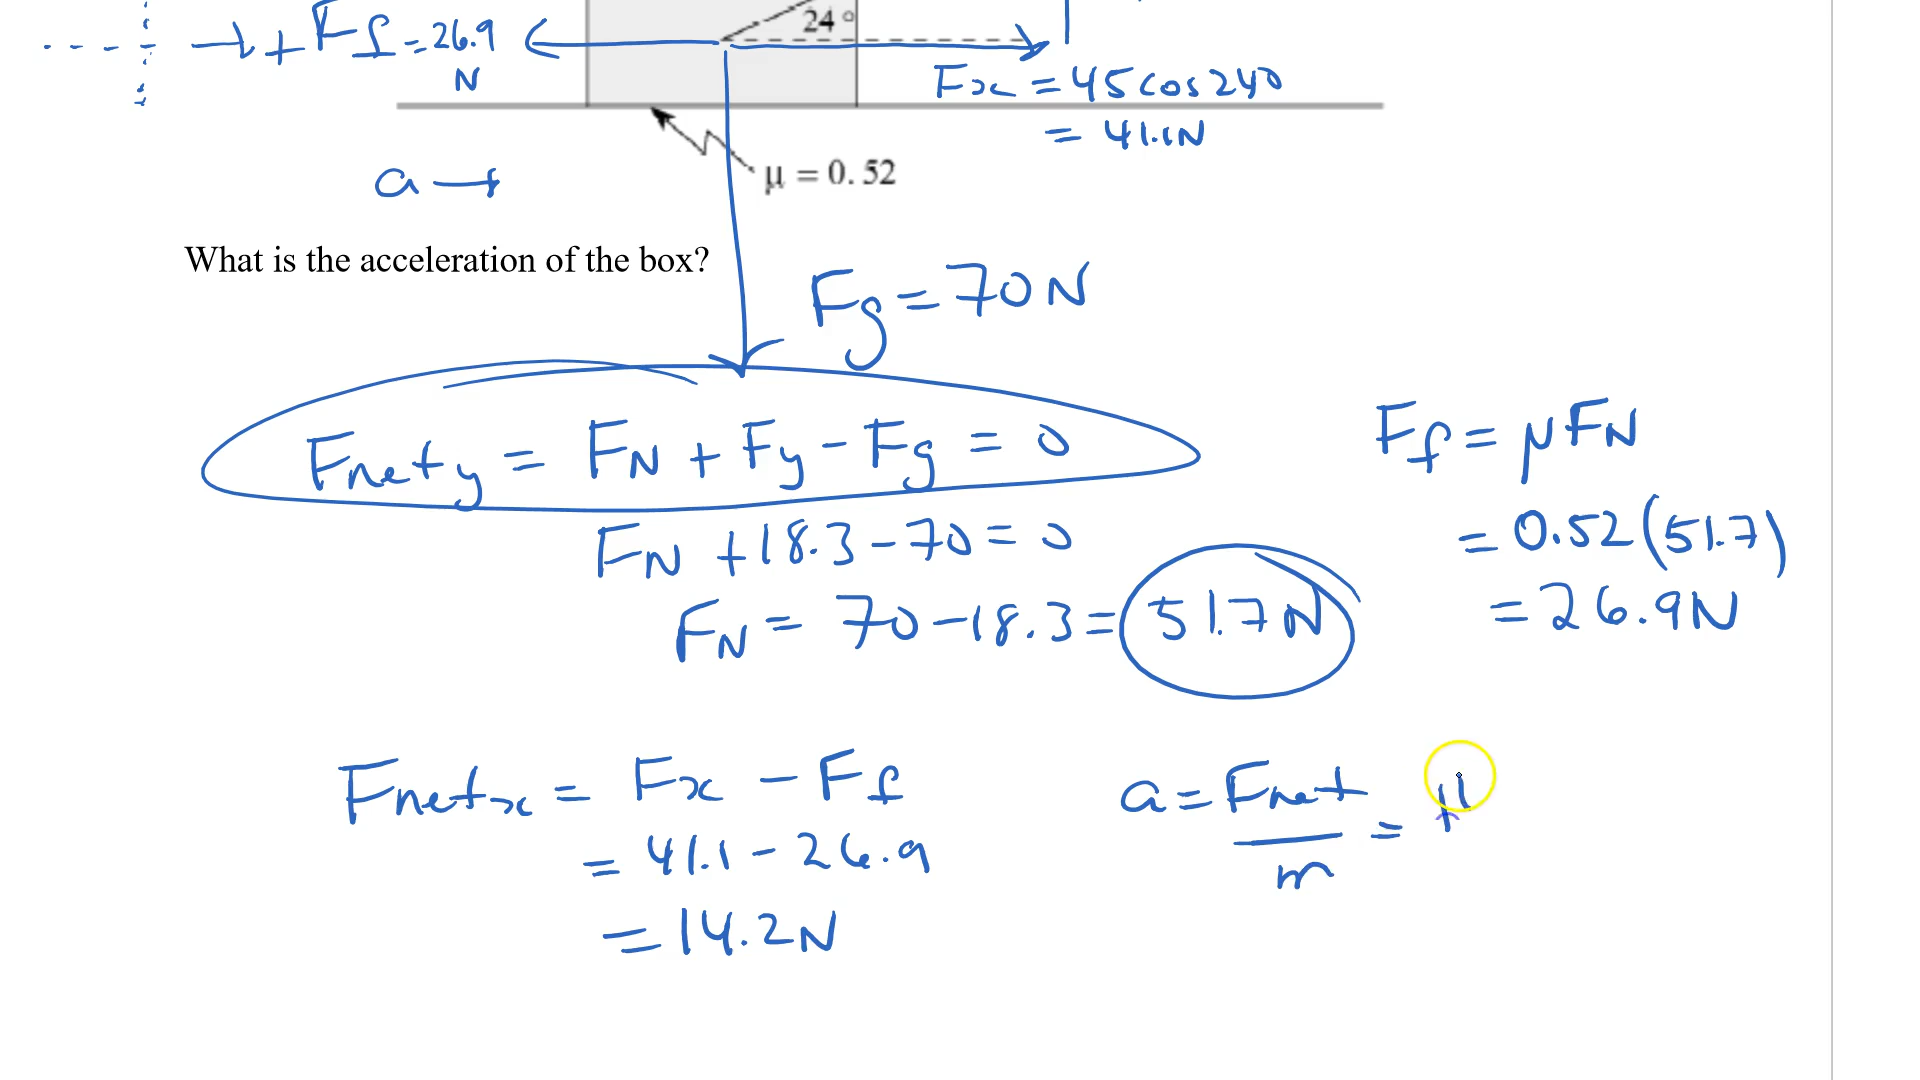 → + Ff = 26.9
N
24°
Fx = 45cos24°
= 41.1N
a →
μ = 0.52
What is the acceleration of the box?
Fg = 70N
Fnety = FN + Fy - Fg = 0
FN + 18.3 - 70 = 0
FN = 70 - 18.3 = 51.7N
Ff = μFN
= 0.52(51.7)
= 26.9N
Fnetx = Fx - Ff
= 41.1 - 26.9
= 14.2N
a = Fnet =
m